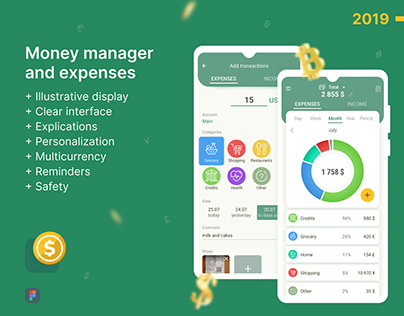 2019
Money manager
and expenses
+ Illustrative display
+ Clear interface
+ Explications
+ Personalization
+ Multicurrency
+ Reminders
+ Safety
Add transactions
EXPENSES
INCOME
15 US
Account
Main
Categories
Grocery Shopping Restaurants
Credits Health Other
Date
25.07 24.07 20.07
today yesterday
Comment
milk and cakes
Photo
Total
2 855 $
EXPENSES INCOME
Day Week Month Year Period
July
1 758 $
Credits 56% 980 $
Grocery 26% 420 €
Home 11% 154 £
Shopping 5% 10 970 ¥
Other 2% 35 $